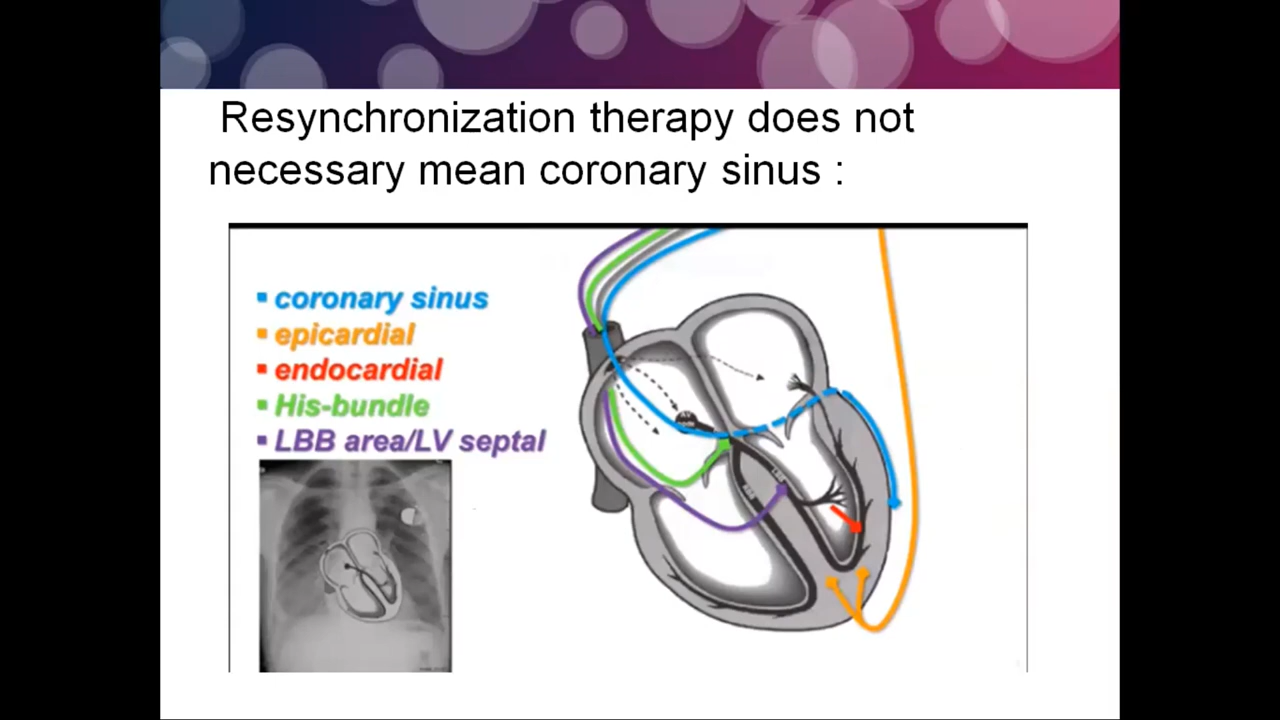 Resynchronization therapy does not
necessary mean coronary sinus :
▪ coronary sinus
▪ epicardial
▪ endocardial
▪ His-bundle
▪ LBB area/LV septal